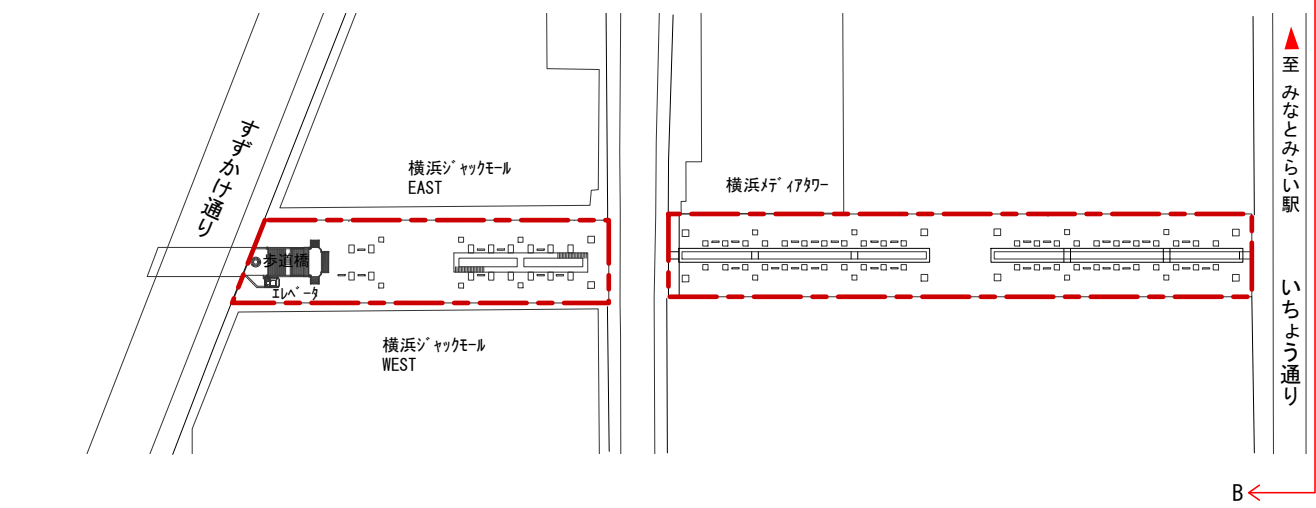 すずかけ通り
横浜ｼﾞｬｯｸﾓｰﾙ
EAST
横浜ﾒﾃﾞｨｱﾀﾜｰ
至 みなとみらい駅
歩道橋
ｴﾚﾍﾞｰﾀ
横浜ｼﾞｬｯｸﾓｰﾙ
WEST
いちょう通り
B